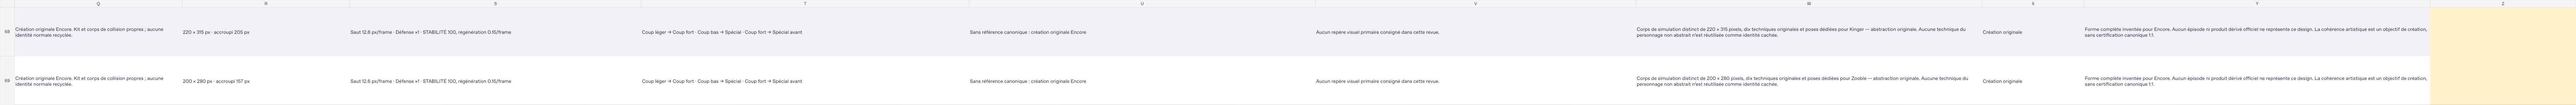 Q R S T U V W X Y Z
68
Création originale Encore. Kit et corps de collision propres ; aucune
identité normale recyclée.
220 × 315 px · accroupi 205 px
Saut 12.6 px/frame · Défense ×1 · STABILITÉ 100, régénération 0.15/frame
Coup léger → Coup fort · Coup bas → Spécial · Coup fort → Spécial avant
Sans référence canonique : création originale Encore
Aucun repère visuel primaire consigné dans cette revue.
Corps de simulation distinct de 220 × 315 pixels, dix techniques originales et poses dédiées pour Kinger — abstraction originale. Aucune technique du
personnage non abstrait n'est réutilisée comme identité cachée.
Création originale
Forme complète inventée pour Encore. Aucun épisode ni produit dérivé officiel ne représente ce design. La cohérence artistique est un objectif de création,
sans certification canonique 1:1.
69
Création originale Encore. Kit et corps de collision propres ; aucune
identité normale recyclée.
200 × 280 px · accroupi 157 px
Saut 12.6 px/frame · Défense ×1 · STABILITÉ 100, régénération 0.15/frame
Coup léger → Coup fort · Coup bas → Spécial · Coup fort → Spécial avant
Sans référence canonique : création originale Encore
Aucun repère visuel primaire consigné dans cette revue.
Corps de simulation distinct de 200 × 280 pixels, dix techniques originales et poses dédiées pour Zooble — abstraction originale. Aucune technique du
personnage non abstrait n'est réutilisée comme identité cachée.
Création originale
Forme complète inventée pour Encore. Aucun épisode ni produit dérivé officiel ne représente ce design. La cohérence artistique est un objectif de création,
sans certification canonique 1:1.